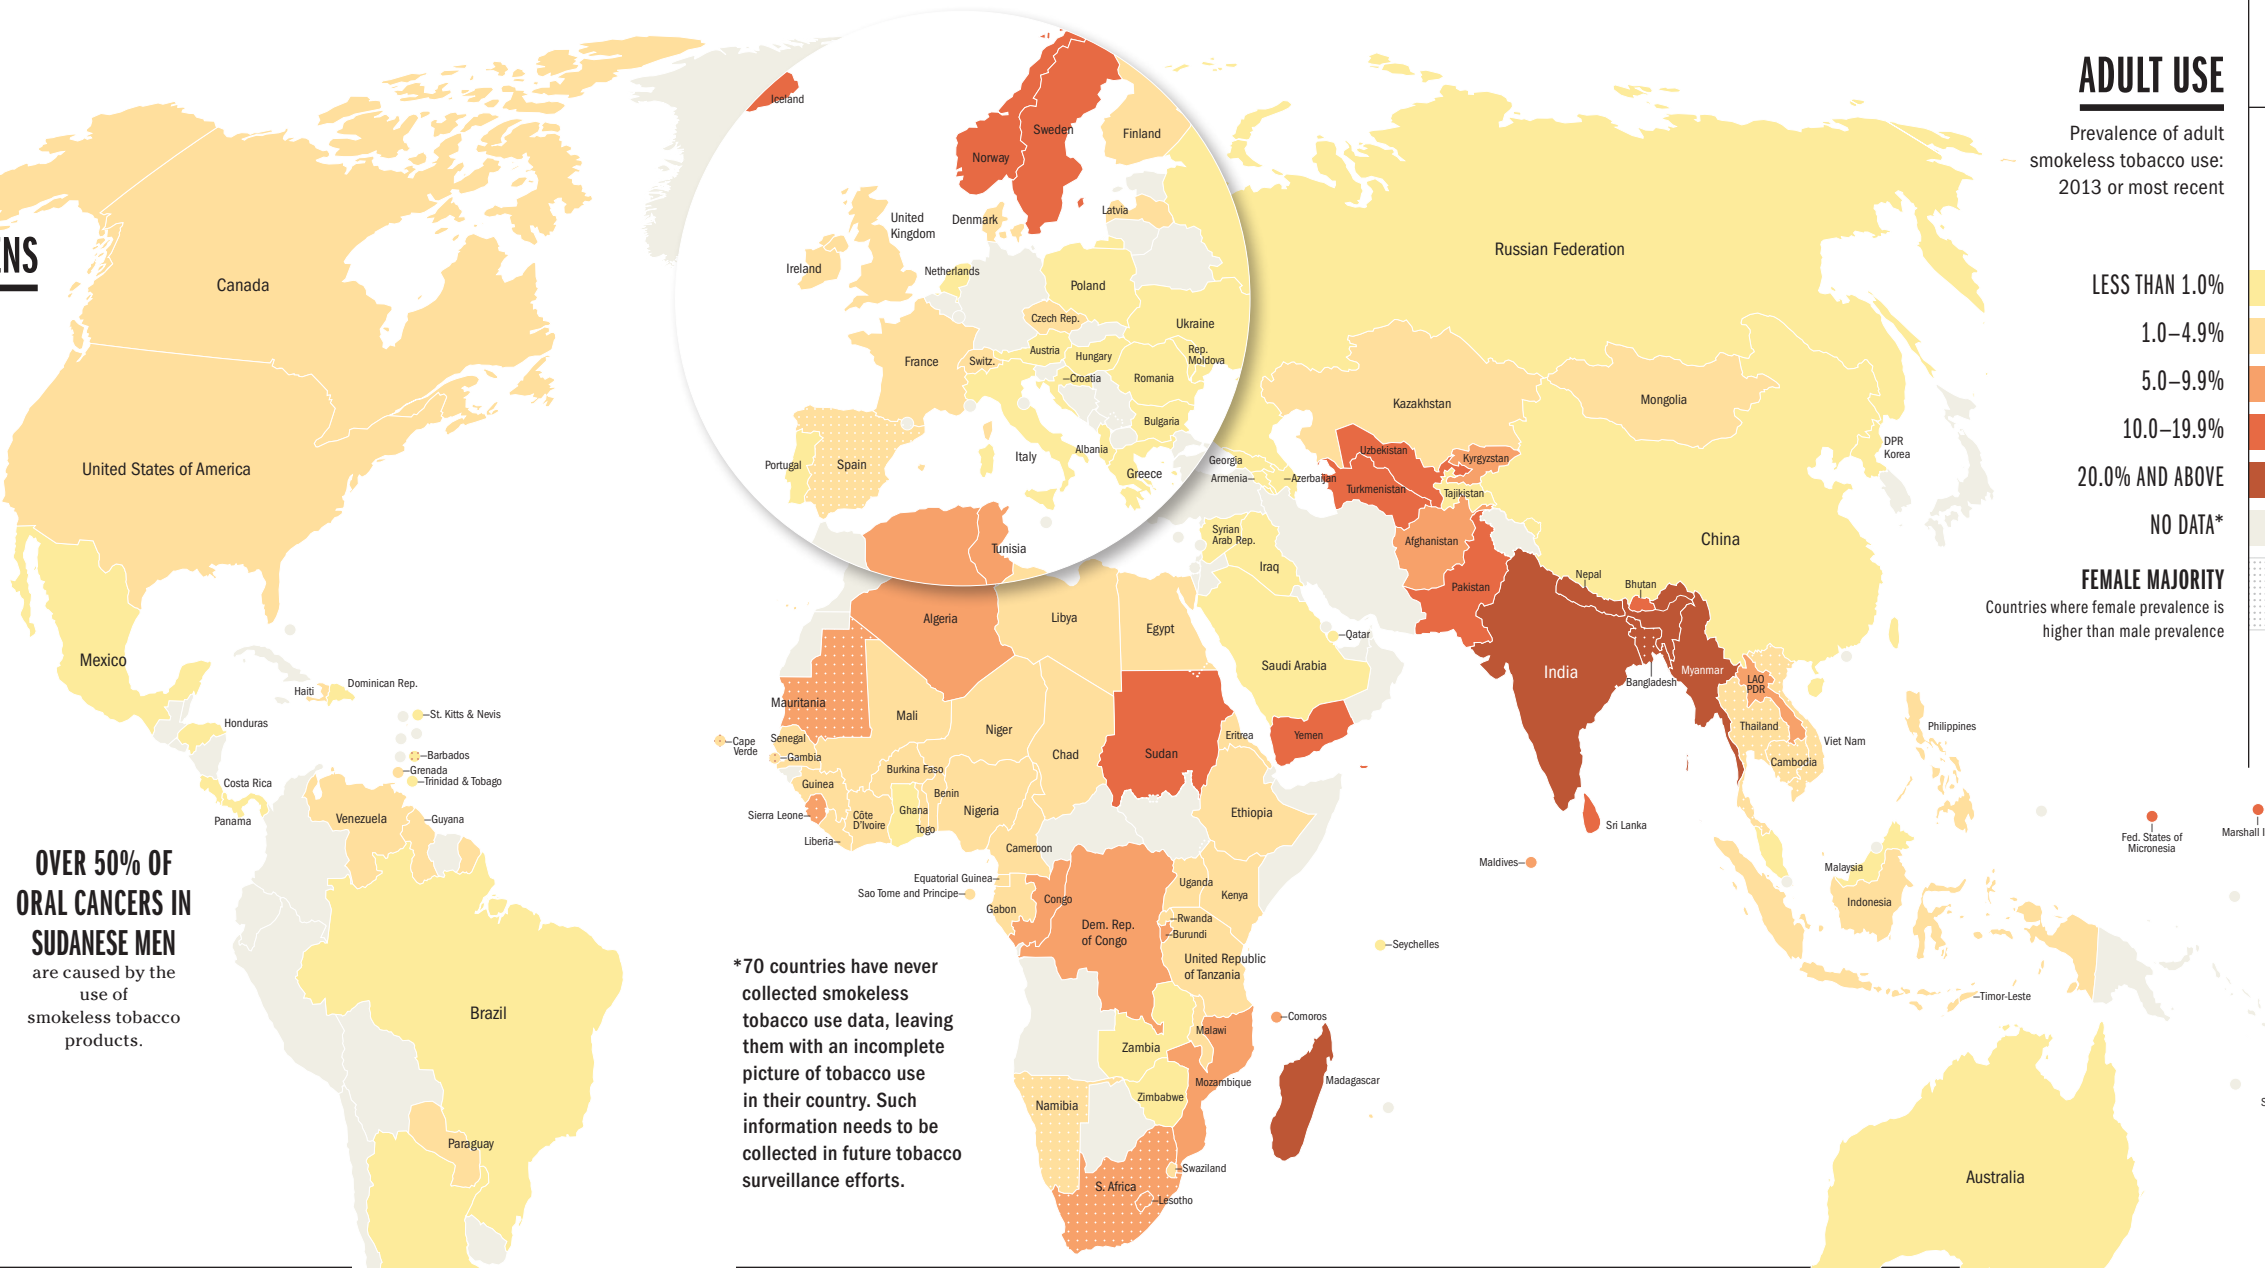 ENS
ADULT USE
Prevalence of adult
smokeless tobacco use:
2013 or most recent
LESS THAN 1.0%
1.0–4.9%
5.0–9.9%
10.0–19.9%
20.0% AND ABOVE
NO DATA*
FEMALE MAJORITY
Countries where female prevalence is
higher than male prevalence
Canada
United States of America
Mexico
Haiti
Dominican Rep.
Honduras
St. Kitts & Nevis
Barbados
Grenada
Trinidad & Tobago
Costa Rica
Panama
Venezuela
Guyana
Brazil
Paraguay
OVER 50% OF
ORAL CANCERS IN
SUDANESE MEN
are caused by the
use of
smokeless tobacco
products.
Iceland
Sweden
Norway
Finland
United
Kingdom
Denmark
Latvia
Ireland
Netherlands
Poland
Czech Rep.
Ukraine
France
Switz.
Austria
Hungary
Rep.
Moldova
Croatia
Romania
Bulgaria
Portugal
Spain
Italy
Albania
Greece
Tunisia
Russian Federation
Kazakhstan
Mongolia
Uzbekistan
Kyrgyzstan
Georgia
Armenia
Azerbaijan
Turkmenistan
Tajikistan
DPR
Korea
China
Syrian
Arab Rep.
Iraq
Afghanistan
Pakistan
Nepal
Bhutan
Qatar
Saudi Arabia
India
Bangladesh
Myanmar
LAO
PDR
Thailand
Viet Nam
Cambodia
Philippines
Yemen
Sri Lanka
Maldives
Malaysia
Indonesia
Timor-Leste
Fed. States of
Micronesia
Marshall I
Australia
Algeria
Libya
Egypt
Mauritania
Mali
Niger
Chad
Sudan
Eritrea
Cape
Verde
Senegal
Gambia
Guinea
Burkina Faso
Benin
Nigeria
Ghana
Togo
Côte
D'Ivoire
Sierra Leone
Liberia
Ethiopia
Cameroon
Equatorial Guinea
Sao Tome and Principe
Gabon
Congo
Dem. Rep.
of Congo
Uganda
Kenya
Rwanda
Burundi
United Republic
of Tanzania
Seychelles
Comoros
Malawi
Zambia
Mozambique
Madagascar
Zimbabwe
Namibia
Swaziland
S. Africa
Lesotho
*70 countries have never
collected smokeless
tobacco use data, leaving
them with an incomplete
picture of tobacco use
in their country. Such
information needs to be
collected in future tobacco
surveillance efforts.
S